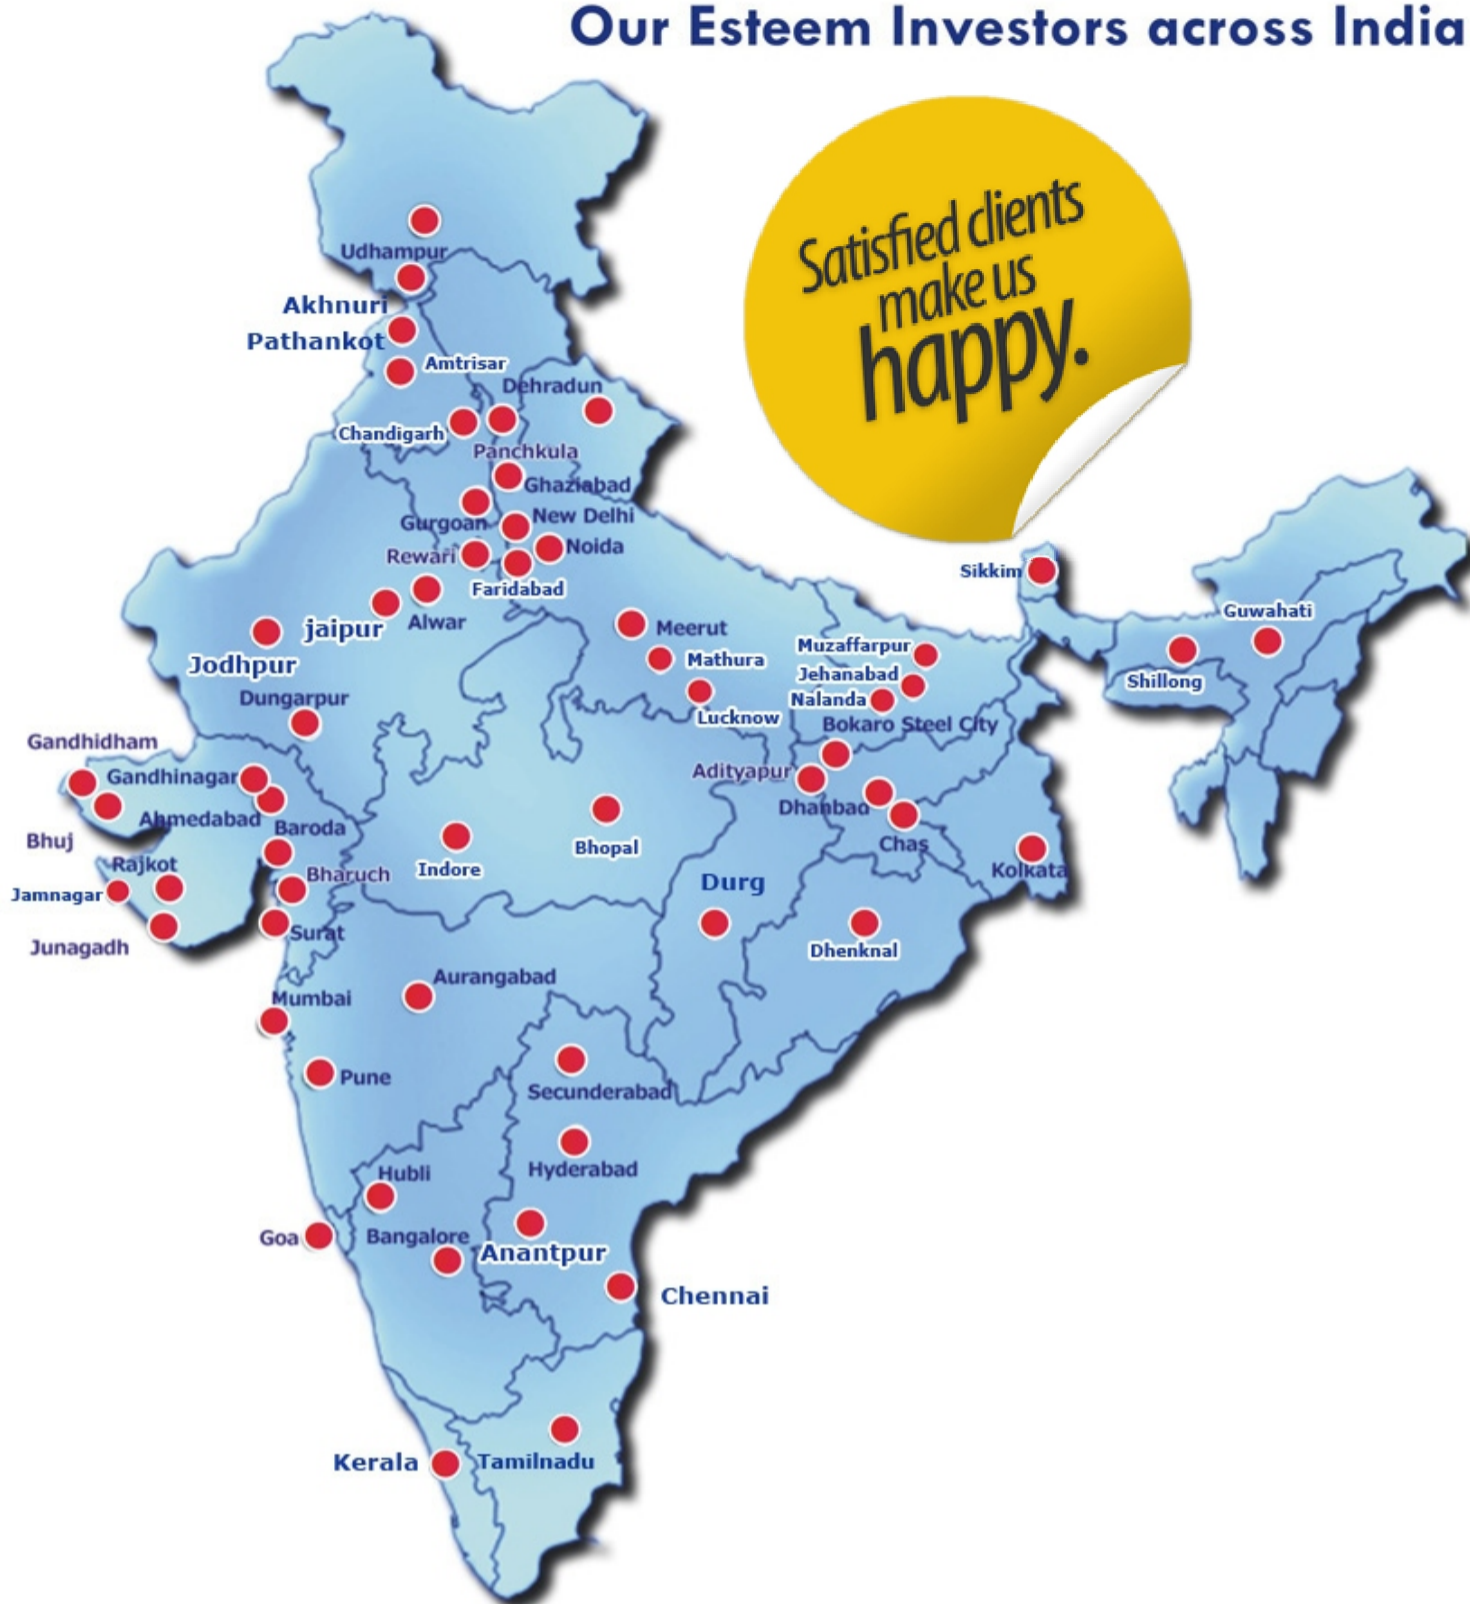 Our Esteem Investors across India
Satisfied clients
make us
happy.
Udhampur
Akhnuri
Pathankot
Amtrisar
Dehradun
Chandigarh
Panchkula
Ghaziabad
Gurgoan
New Delhi
Noida
Rewari
Faridabad
Sikkim
jaipur
Alwar
Guwahati
Jodhpur
Meerut
Mathura
Muzaffarpur
Jehanabad
Shillong
Dungarpur
Nalanda
Lucknow
Bokaro Steel City
Gandhidham
Gandhinagar
Adityapur
Ahmedabad
Baroda
Dhanbad
Bhuj
Bhopal
Chas
Rajkot
Indore
Kolkata
Bharuch
Durg
Jamnagar
Surat
Junagadh
Dhenknal
Aurangabad
Mumbai
Pune
Secunderabad
Hubli
Hyderabad
Goa
Bangalore
Anantpur
Chennai
Kerala
Tamilnadu